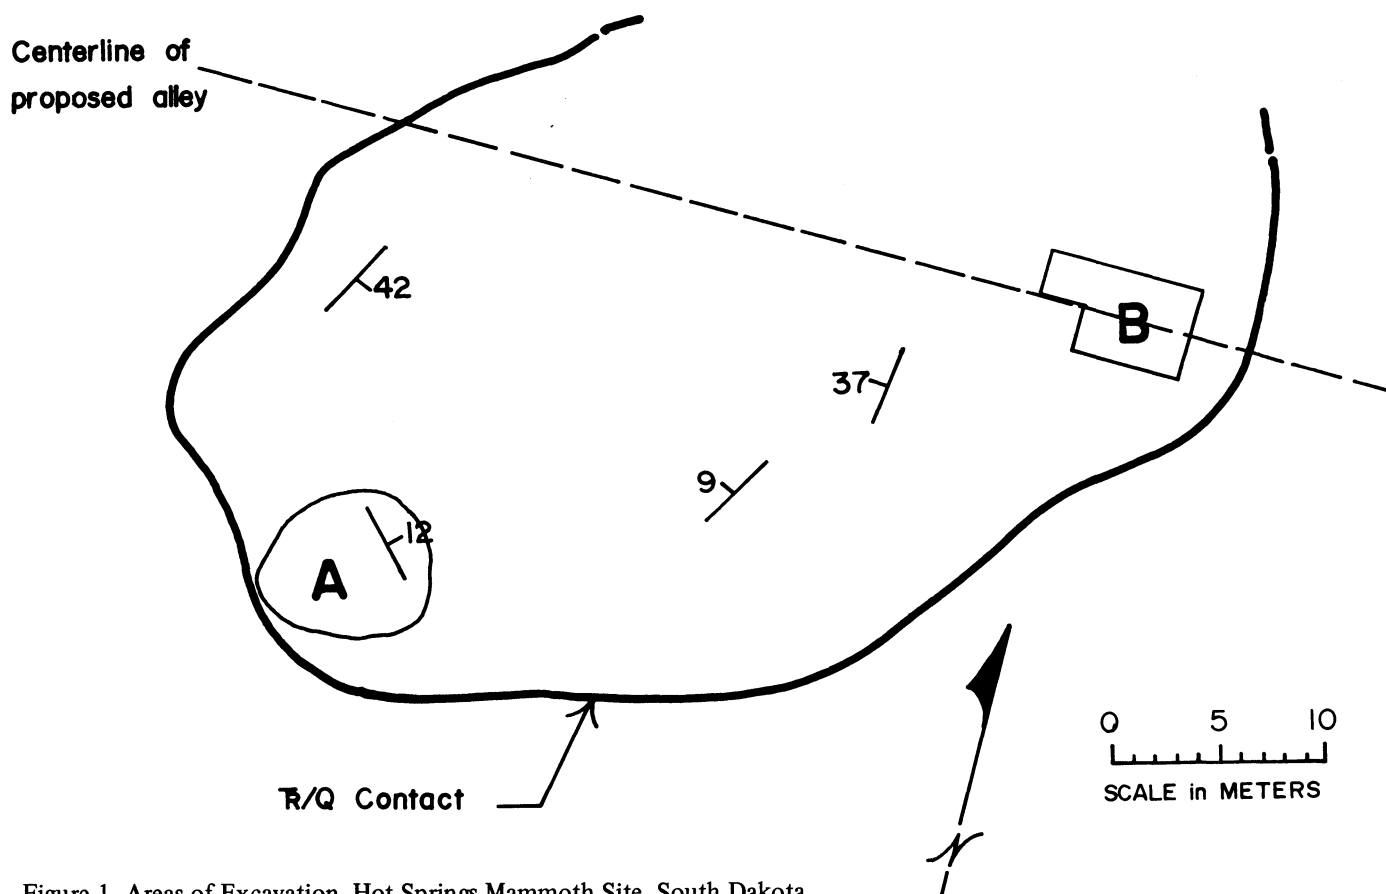 Centerline of
proposed alley
42
B
37
9
12
A
0 5 10
SCALE in METERS
TR/Q Contact
N
Figure 1. Areas of Excavation, Hot Springs Mammoth Site, South Dakota